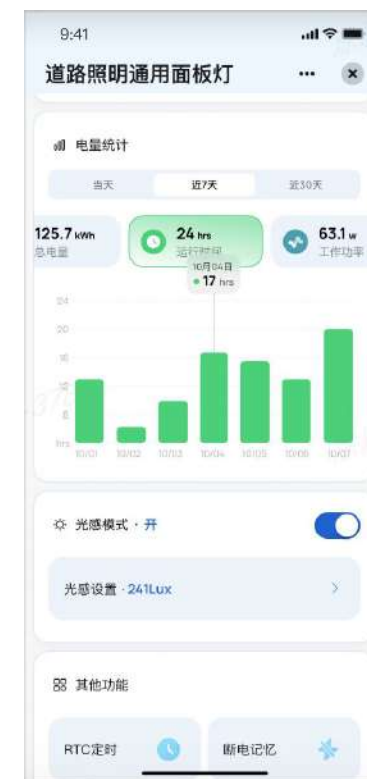 9:41
道路照明通用面板灯
电量统计
当天 近7天 近30天
125.7 kWh 24 hrs 63.1 w
总电量 运行时间 工作功率
10月04日
17 hrs
24
20
16
12
8
hrs
10/01 10/02 10/03 10/04 10/05 10/06 10/07
光感模式 · 开
光感设置 · 241Lux
其他功能
RTC定时 断电记忆